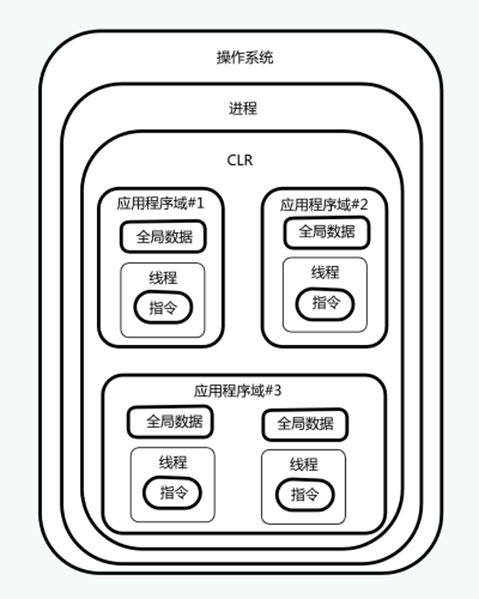 操作系统
进程
CLR
应用程序域#1
全局数据
线程
指令
应用程序域#2
全局数据
线程
指令
应用程序域#3
全局数据
线程
指令
全局数据
线程
指令